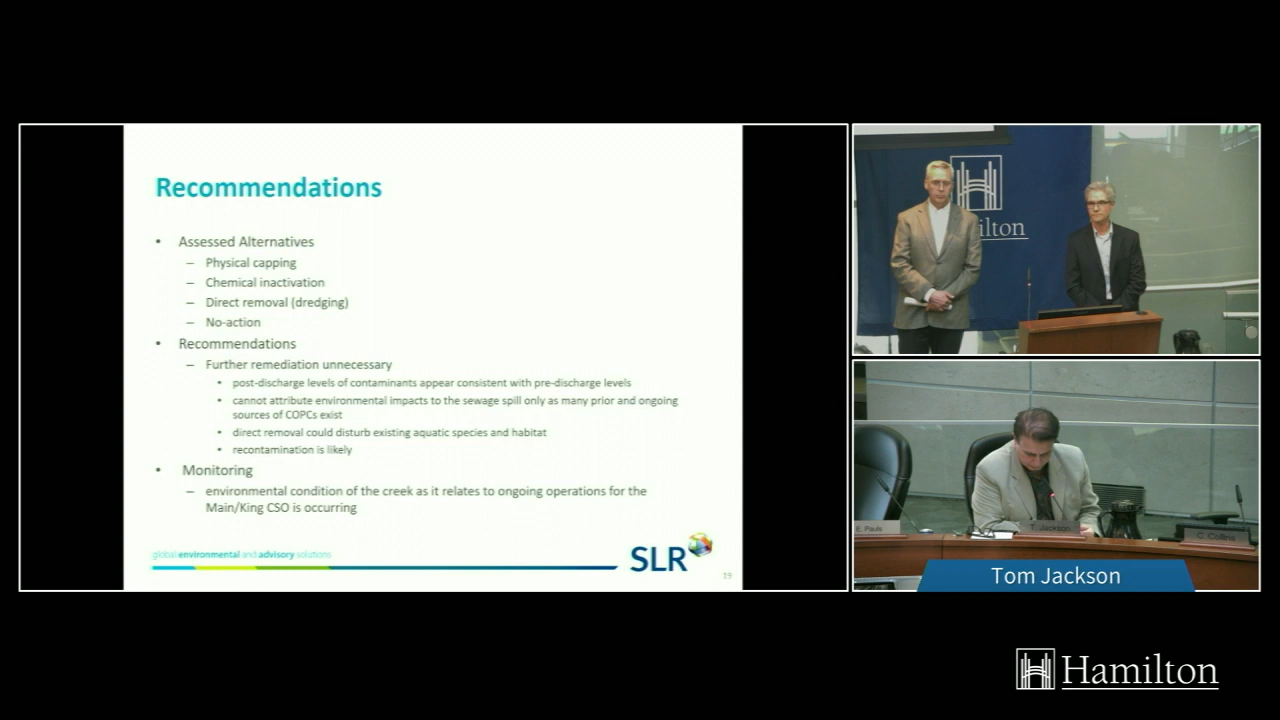 Recommendations
• Assessed Alternatives
– Physical capping
– Chemical inactivation
– Direct removal (dredging)
– No-action
• Recommendations
– Further remediation unnecessary
• post-discharge levels of contaminants appear consistent with pre-discharge levels
• cannot attribute environmental impacts to the sewage spill only as many prior and ongoing
sources of COPCs exist
• direct removal could disturb existing aquatic species and habitat
• recontamination is likely
• Monitoring
– environmental condition of the creek as it relates to ongoing operations for the
Main/King CSO is occurring
global environmental and advisory solutions
SLR
19
ilton
E. Pauls
T. Jackson
C. Collins
Tom Jackson
Hamilton